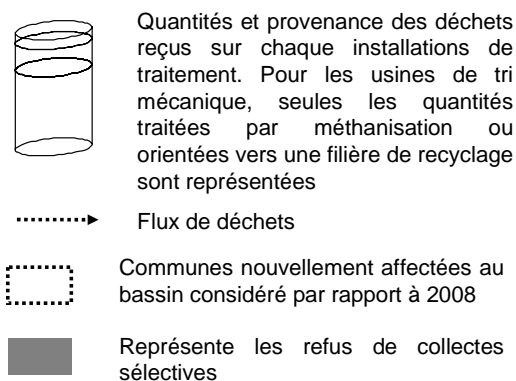 Quantités et provenance des déchets
reçus sur chaque installations de
traitement. Pour les usines de tri
mécanique, seules les quantités
traitées par méthanisation ou
orientées vers une filière de recyclage
sont représentées
Flux de déchets
Communes nouvellement affectées au
bassin considéré par rapport à 2008
Représente les refus de collectes
sélectives